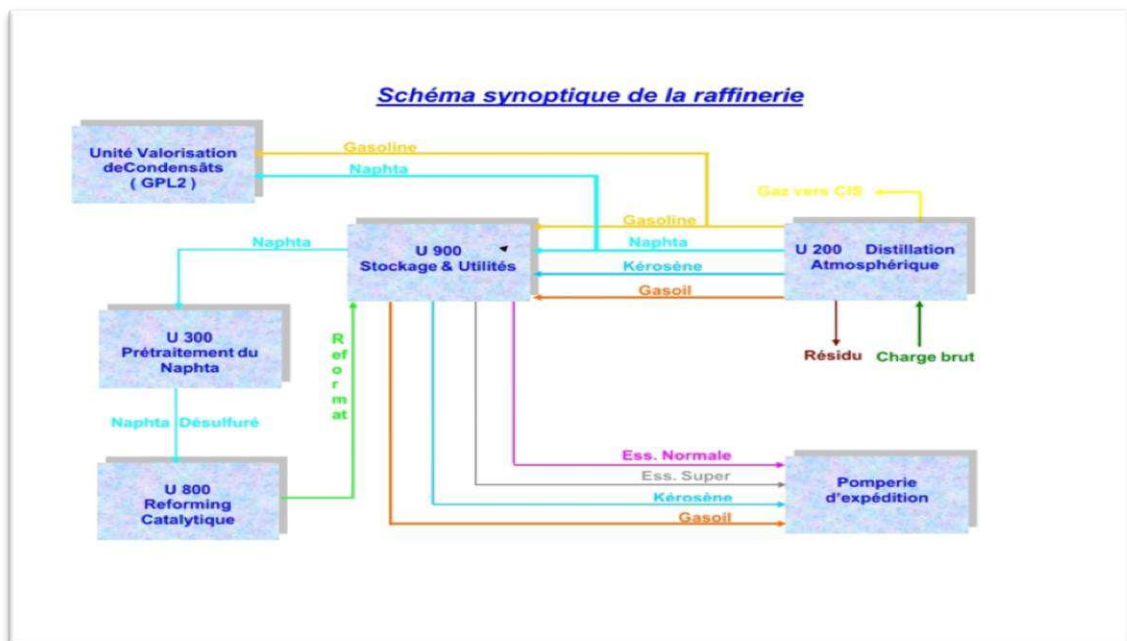 Schéma synoptique de la raffinerie
Unité Valorisation
deCondensâts
( GPL2 )
Gasoline
Naphta
Gaz vers CIS
Gasoline
Naphta
Kérosène
Gasoil
U 900
Stockage & Utilités
U 200 Distillation
Atmosphérique
Naphta
U 300
Prétraitement du
Naphta
Résidu
Charge brut
R
ef
o
r
m
at
Naphta Désulfuré
U 800
Reforming
Catalytique
Ess. Normale
Ess. Super
Kérosène
Gasoil
Pomperie
d'expédition